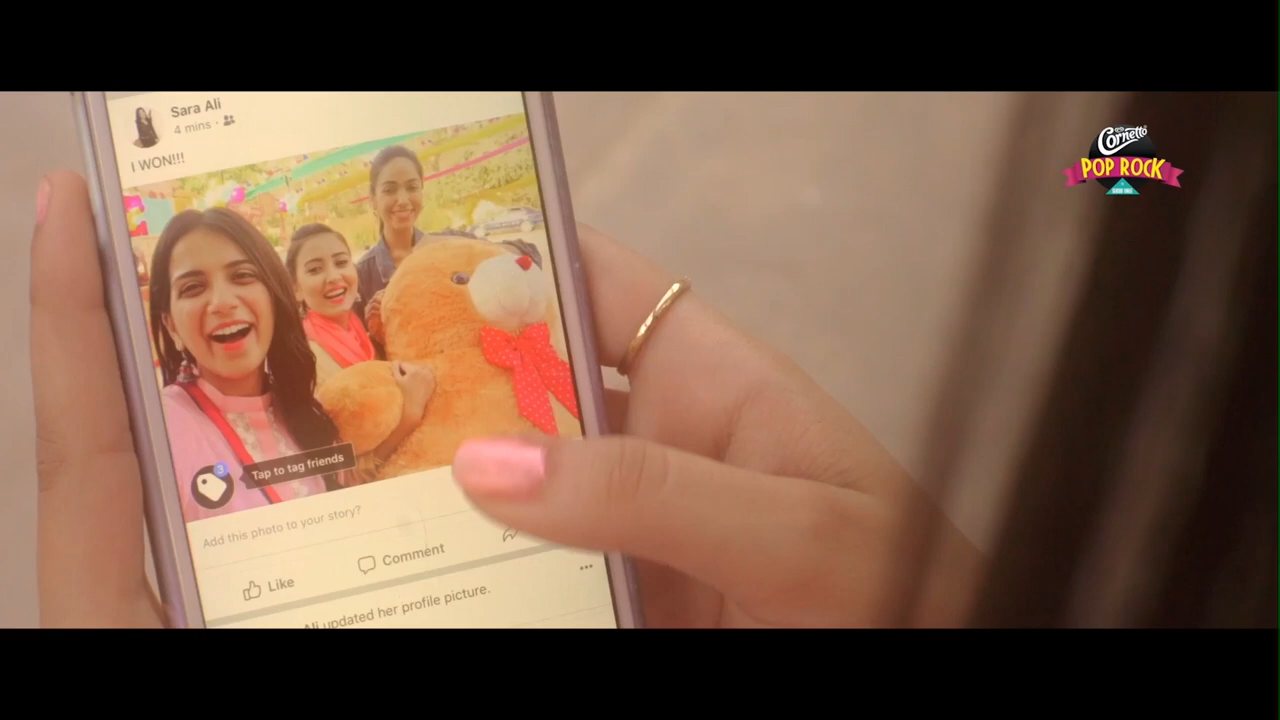 Sara Ali
4 mins ·
I WON!!!
3
Tap to tag friends
Add this photo to your story?
Like
Comment
Ali updated her profile picture.
Cornetto
POP ROCK